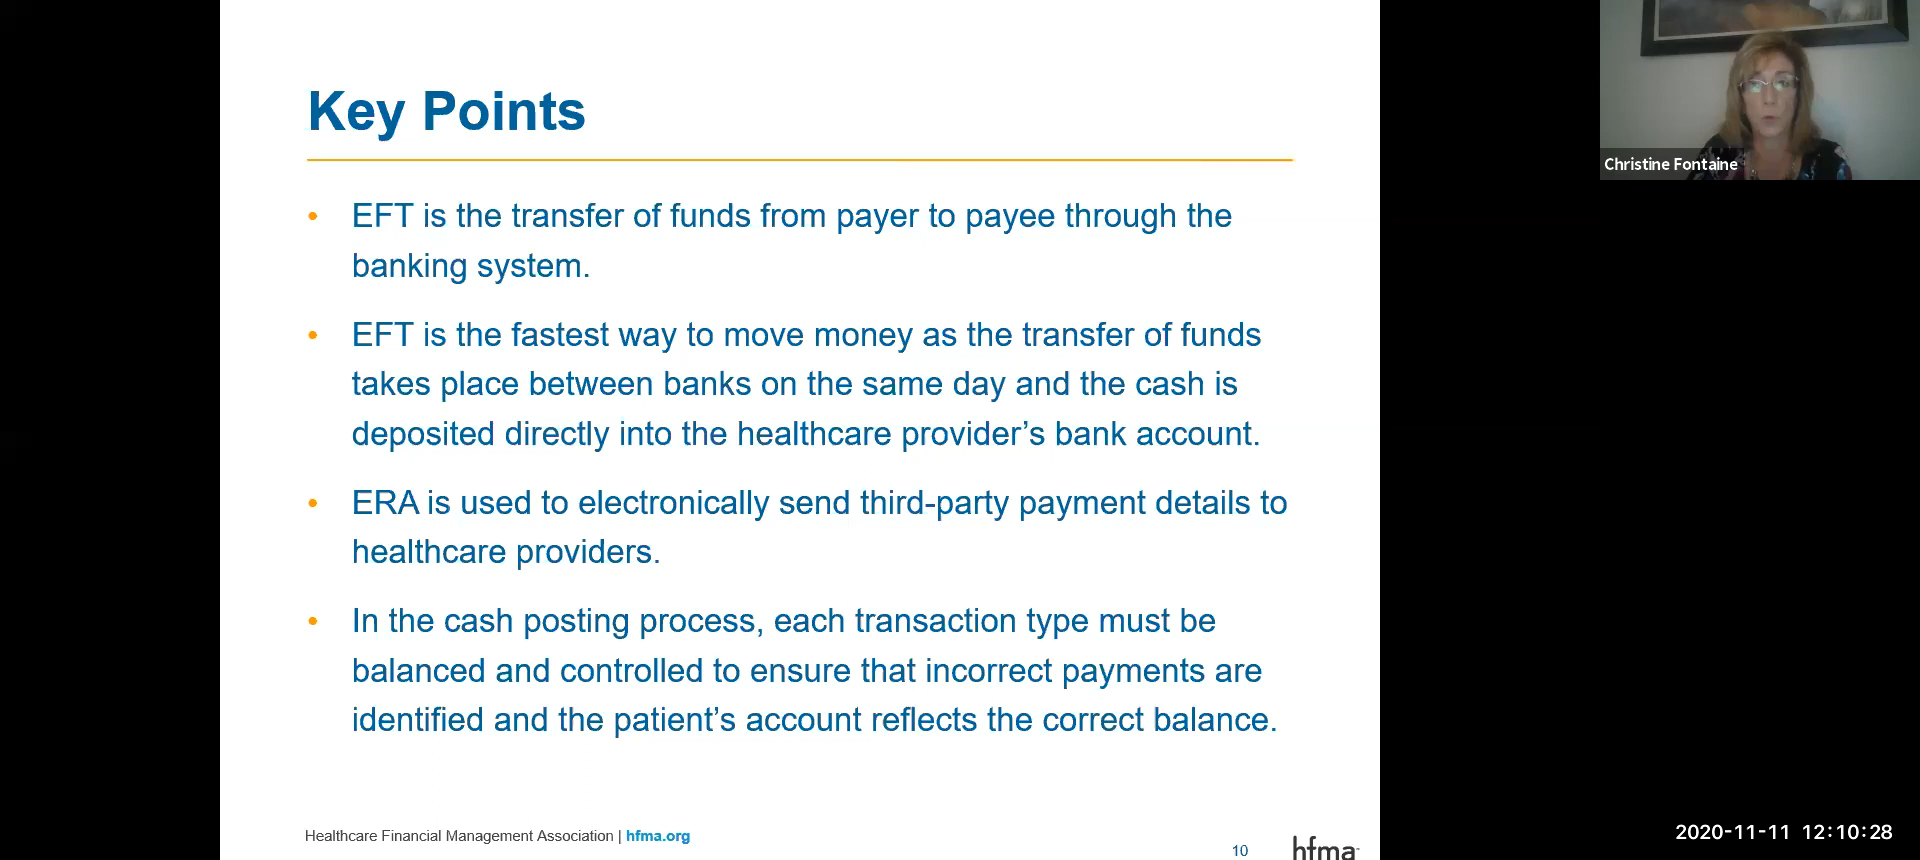 Key Points
• EFT is the transfer of funds from payer to payee through the
banking system.
• EFT is the fastest way to move money as the transfer of funds
takes place between banks on the same day and the cash is
deposited directly into the healthcare provider’s bank account.
• ERA is used to electronically send third-party payment details to
healthcare providers.
• In the cash posting process, each transaction type must be
balanced and controlled to ensure that incorrect payments are
identified and the patient’s account reflects the correct balance.
Healthcare Financial Management Association | hfma.org
10
hfma
Christine Fontaine
2020-11-11 12:10:28